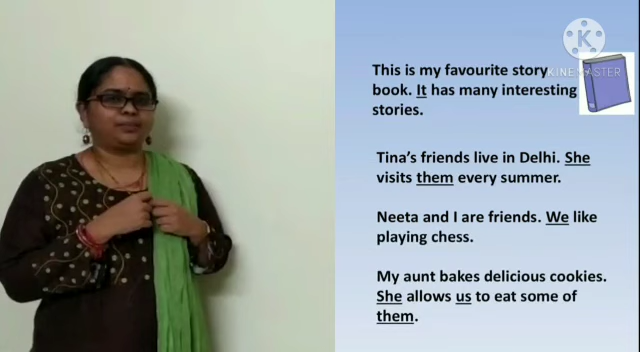 This is my favourite story
book. It has many interesting
stories.
Tina's friends live in Delhi. She
visits them every summer.
Neeta and I are friends. We like
playing chess.
My aunt bakes delicious cookies.
She allows us to eat some of
them.
K
KINEMASTER